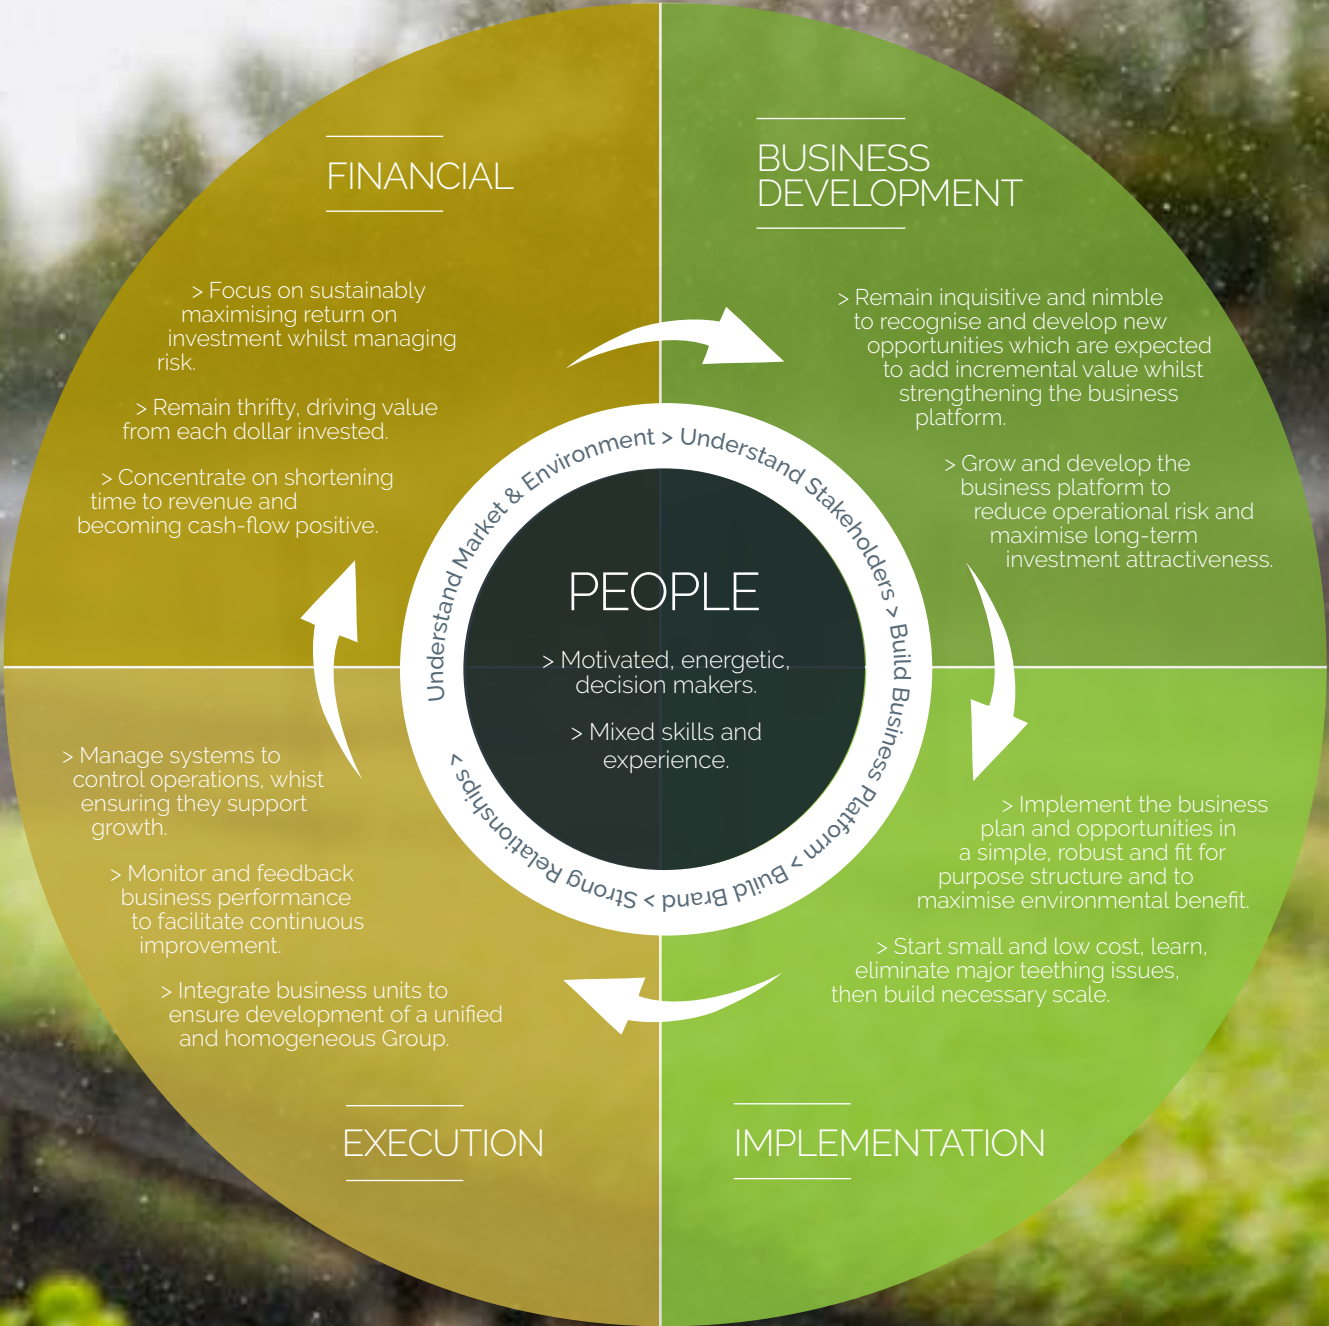 FINANCIAL
> Focus on sustainably
maximising return on
investment whilst managing
risk.
> Remain thrifty, driving value
from each dollar invested.
> Concentrate on shortening
time to revenue and
becoming cash-flow positive.
BUSINESS
DEVELOPMENT
> Remain inquisitive and nimble
to recognise and develop new
opportunities which are expected
to add incremental value whilst
strengthening the business
platform.
> Grow and develop the
business platform to
reduce operational risk and
maximise long-term
investment attractiveness.
Understand Market & Environment > Understand Stakeholders > Build Business Platform > Build Brand > Strong Relationships >
PEOPLE
> Motivated, energetic,
decision makers.
> Mixed skills and
experience.
> Manage systems to
control operations, whist
ensuring they support
growth.
> Monitor and feedback
business performance
to facilitate continuous
improvement.
> Integrate business units to
ensure development of a unified
and homogeneous Group.
EXECUTION
> Implement the business
plan and opportunities in
a simple, robust and fit for
purpose structure and to
maximise environmental benefit.
> Start small and low cost, learn,
eliminate major teething issues,
then build necessary scale.
IMPLEMENTATION